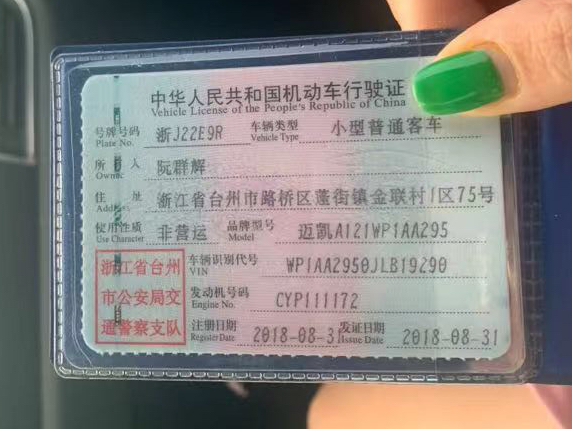 中华人民共和国机动车行驶证
Vehicle License of the People's Republic of China
号牌号码 浙J22E9R 车辆类型 小型普通客车
Plate No. Vehicle Type
所 有 人 阮群解
Owner
住 址 浙江省台州市路桥区蓬街镇金联村1区75号
Address
使用性质 非营运 品牌型号 迈凯A121WP1AA295
Use Character Model
浙江省台州 车辆识别代号 WP1AA2950JLB19290
VIN
市公安局交 发动机号码 CYP111172
Engine No.
通警察支队 注册日期 2018-08-31 发证日期 2018-08-31
Register Date Issue Date